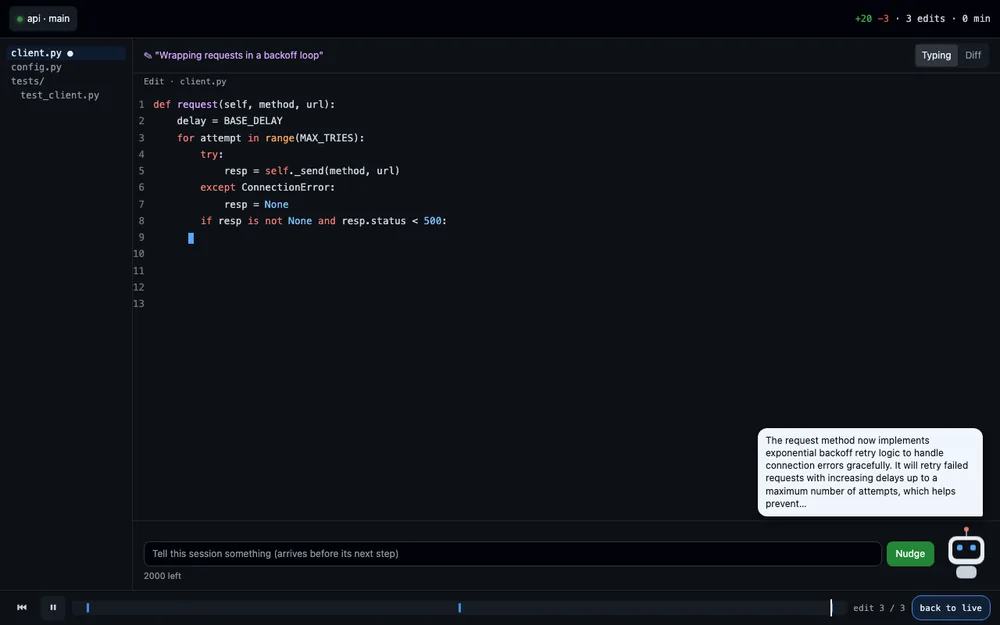 api · main
+20 −3 · 3 edits · 0 min
client.py ●
config.py
tests/
test_client.py
✎ "Wrapping requests in a backoff loop"
Typing Diff
Edit · client.py
1 def request(self, method, url):
2 delay = BASE_DELAY
3 for attempt in range(MAX_TRIES):
4 try:
5 resp = self._send(method, url)
6 except ConnectionError:
7 resp = None
8 if resp is not None and resp.status < 500:
9
10
11
12
13
The request method now implements
exponential backoff retry logic to handle
connection errors gracefully. It will retry failed
requests with increasing delays up to a
maximum number of attempts, which helps
prevent…
Tell this session something (arrives before its next step)
Nudge
2000 left
edit 3 / 3
back to live